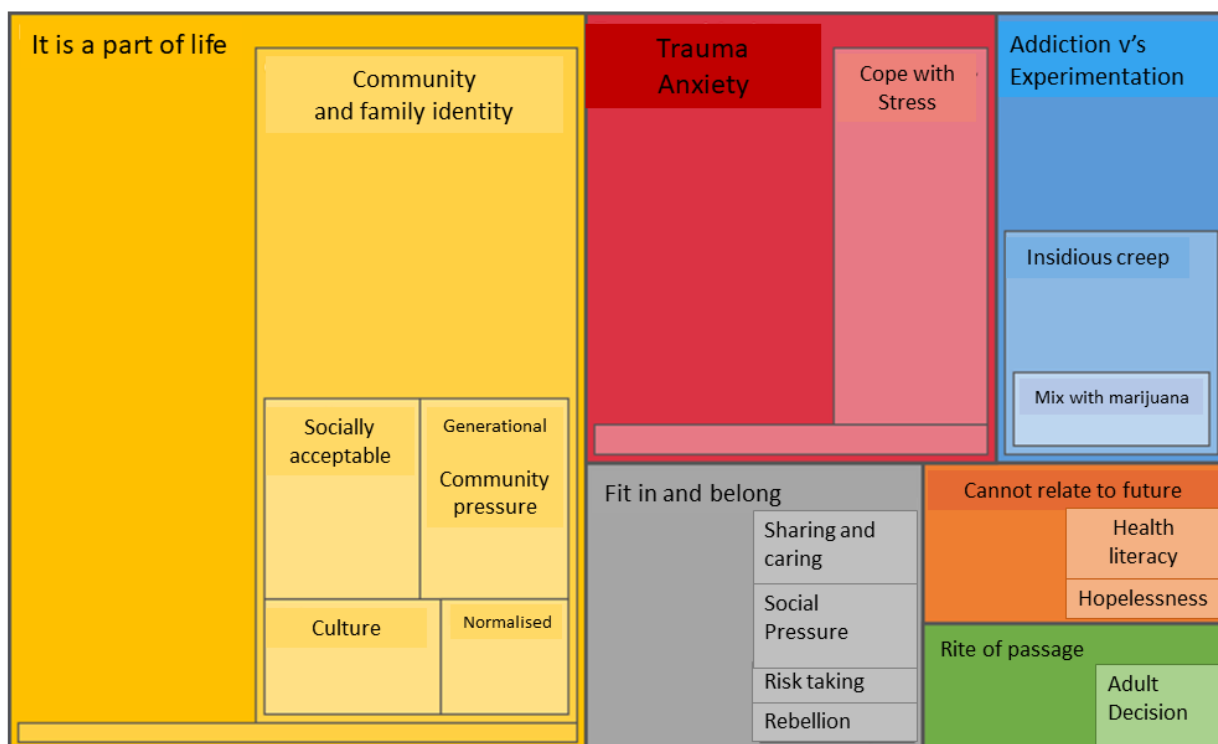 It is a part of life
Community
and family identity
Socially
acceptable
Generational
Community
pressure
Culture
Normalised
Trauma
Anxiety
Cope with
Stress
Addiction v's
Experimentation
Insidious creep
Mix with marijuana
Fit in and belong
Sharing and
caring
Social
Pressure
Risk taking
Rebellion
Cannot relate to future
Health
literacy
Hopelessness
Rite of passage
Adult
Decision